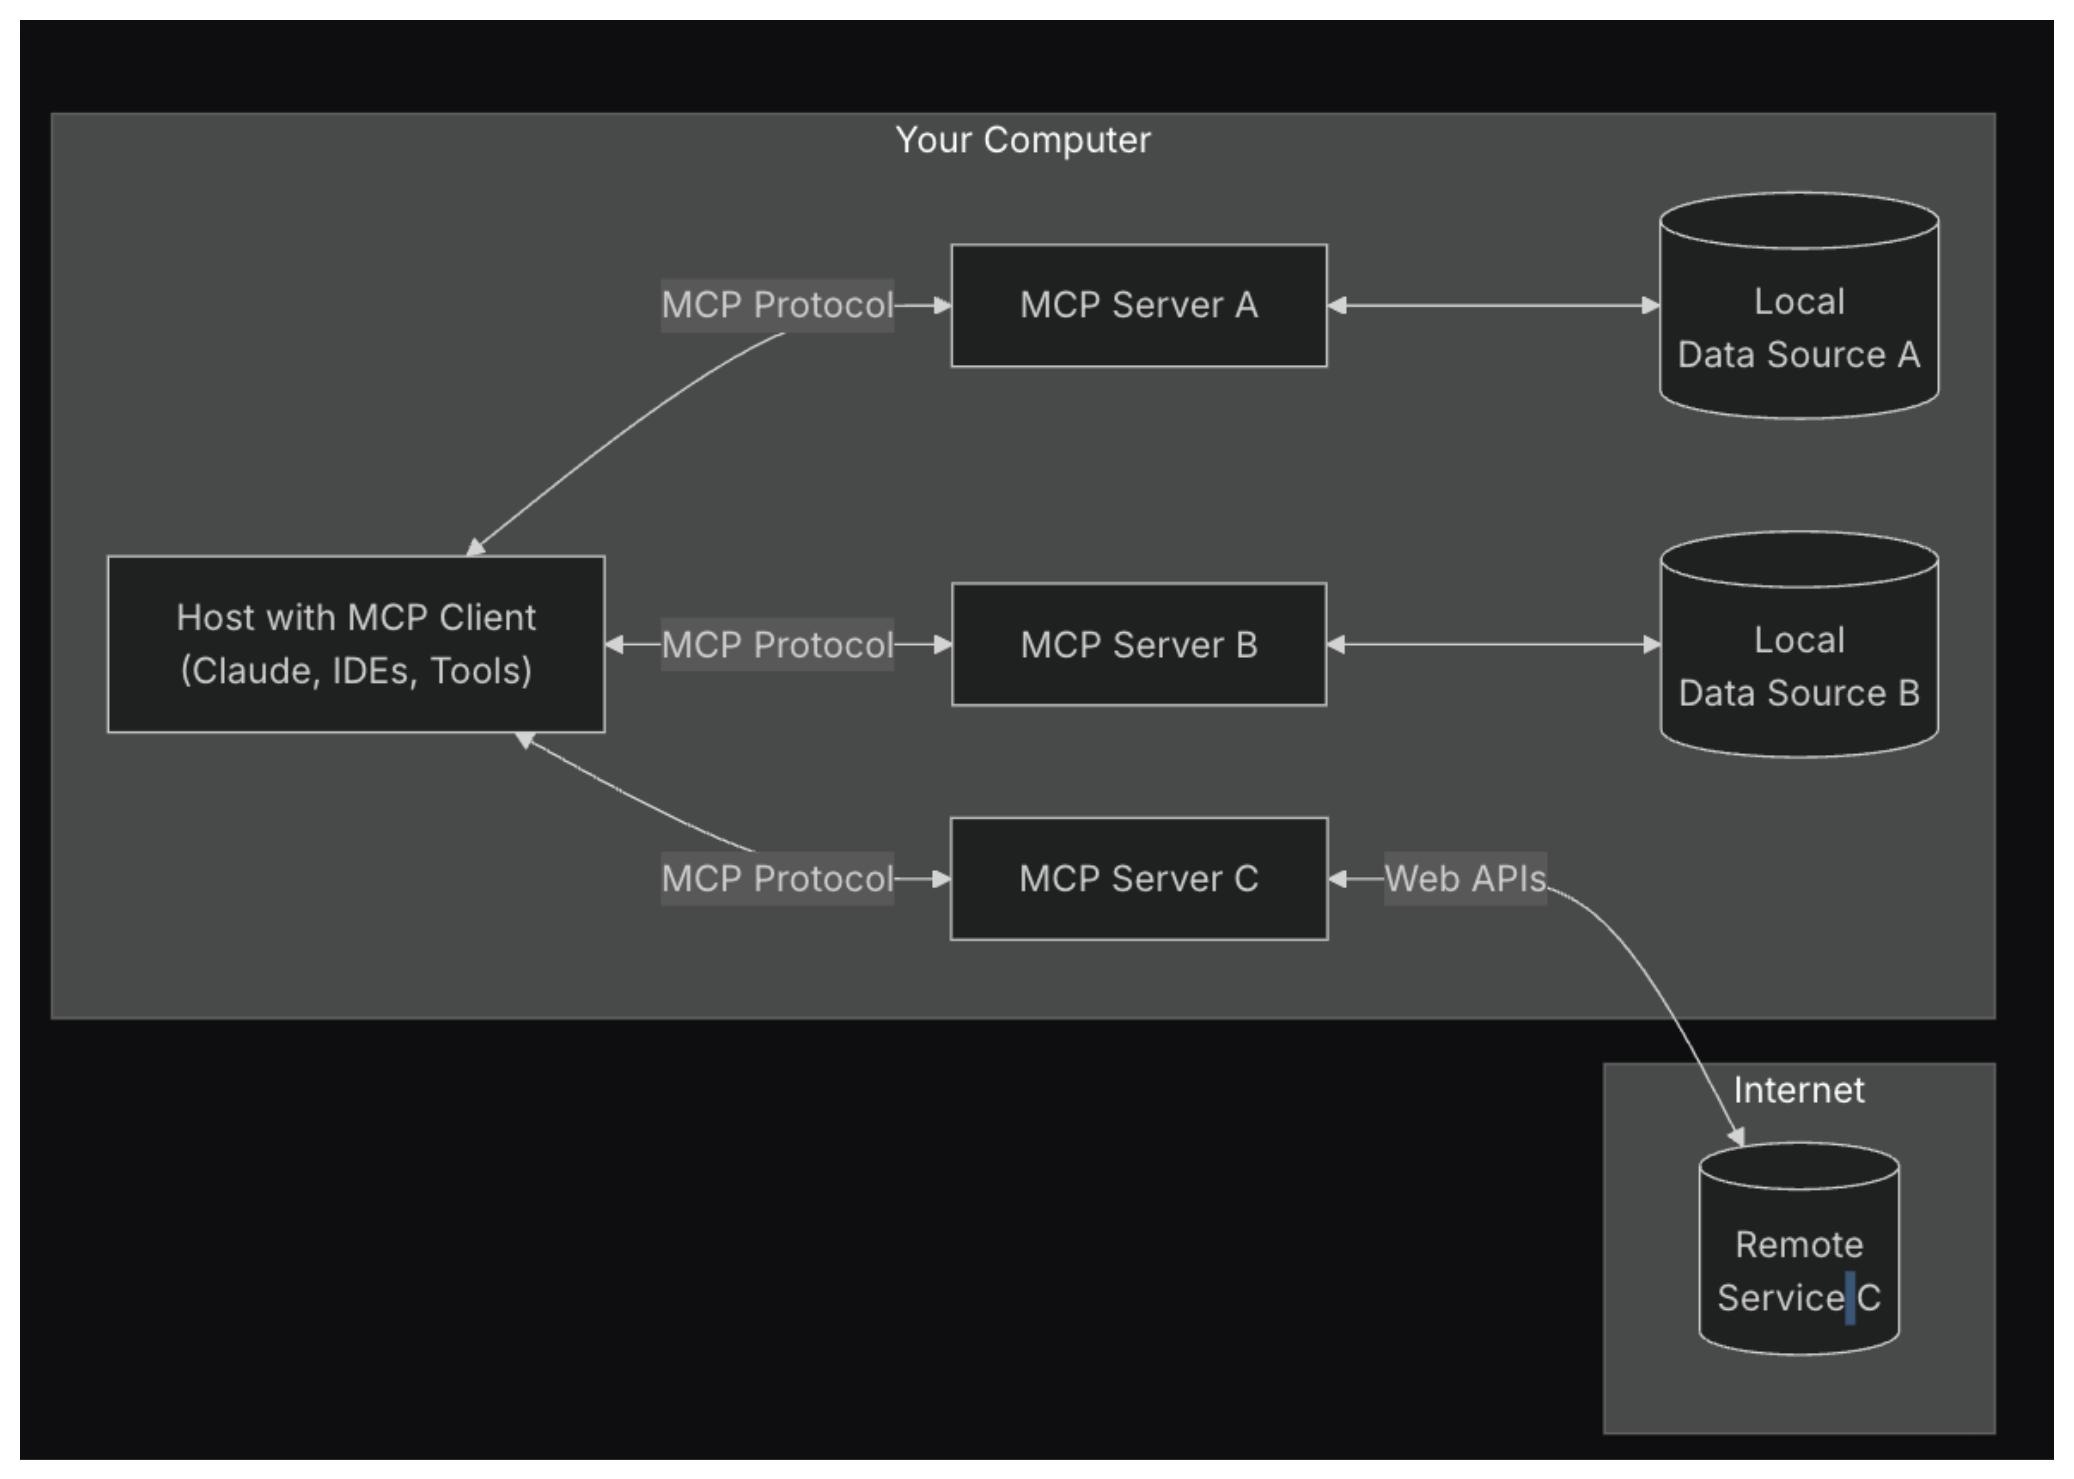 Your Computer
MCP Protocol
MCP Server A
Local
Data Source A
Host with MCP Client
(Claude, IDEs, Tools)
MCP Protocol
MCP Server B
Local
Data Source B
MCP Protocol
MCP Server C
Web APIs
Internet
Remote
Service C